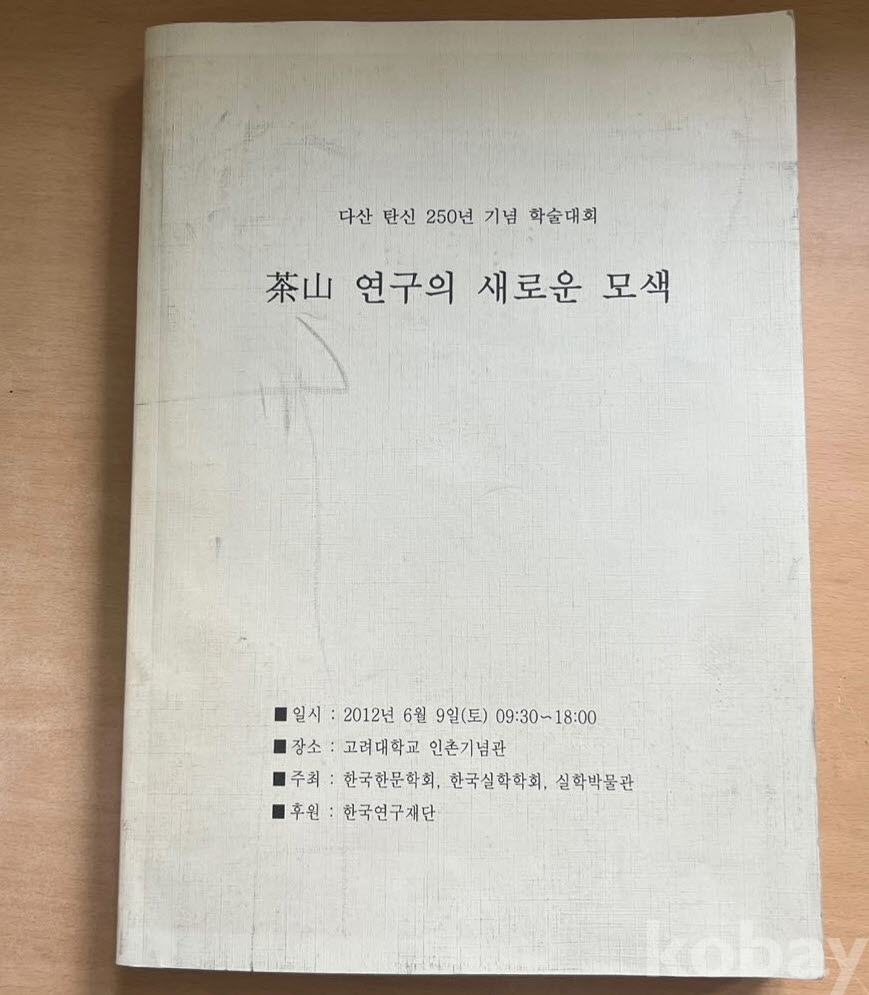 다산 탄신 250년 기념 학술대회
茶山 연구의 새로운 모색
■ 일시 : 2012년 6월 9일(토) 09:30~18:00
■ 장소 : 고려대학교 인촌기념관
■ 주최 : 한국한문학회, 한국실학학회, 실학박물관
■ 후원 : 한국연구재단
kobay